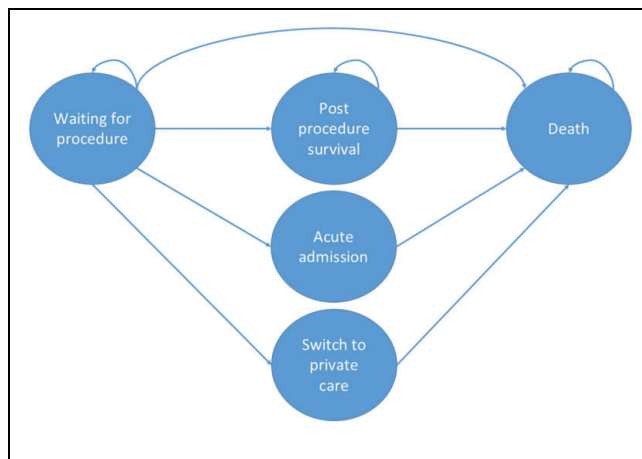 Waiting for
procedure
Post
procedure
survival
Death
Acute
admission
Switch to
private
care